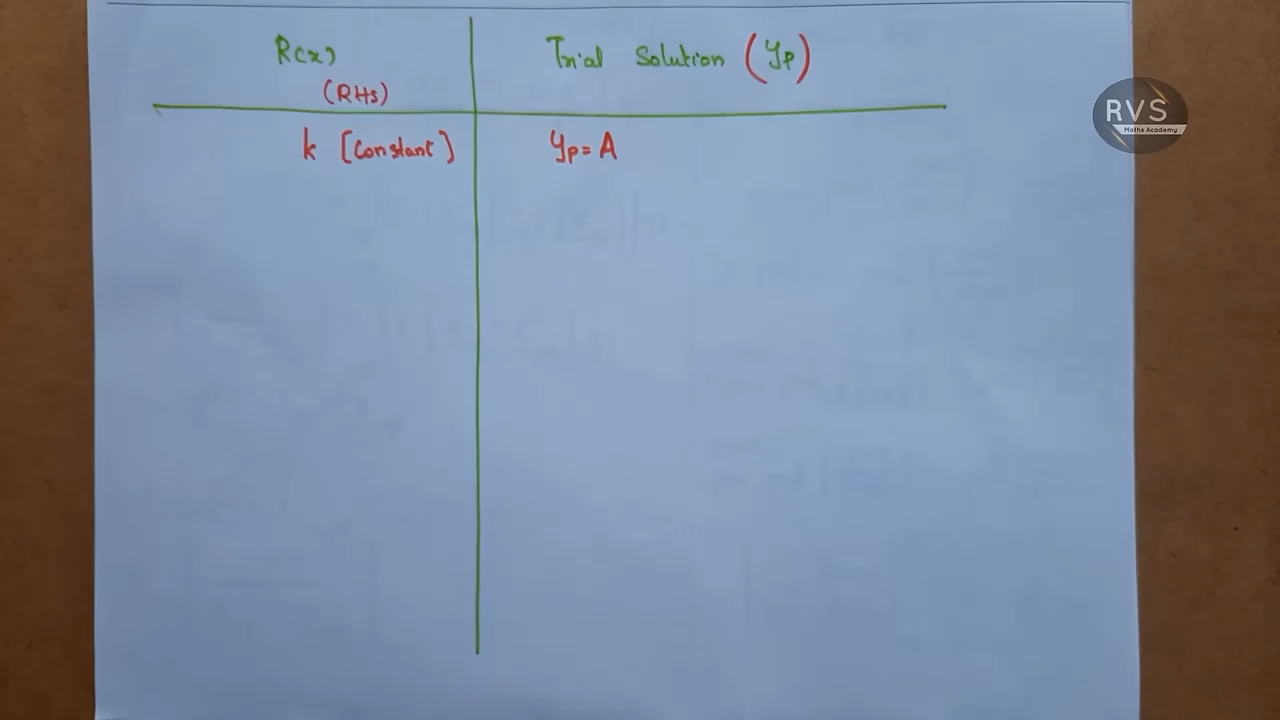 R(x)
(RHS)
Trial Solution (yp)
k [Constant]
yp = A
RVS
Maths Academy